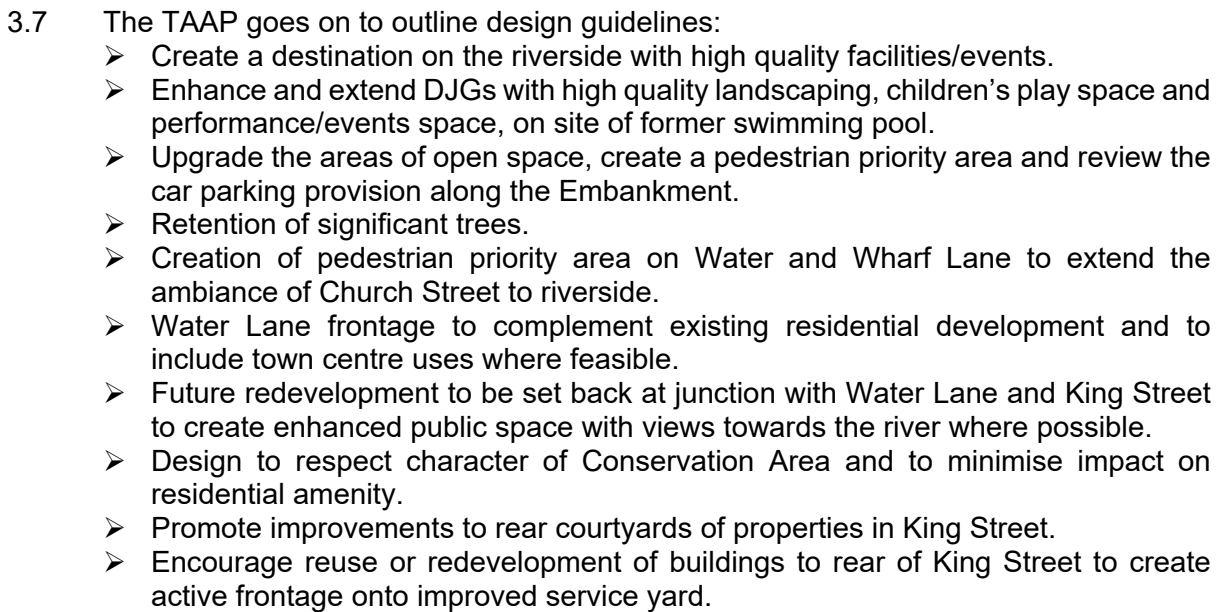 3.7 The TAAP goes on to outline design guidelines:
➢ Create a destination on the riverside with high quality facilities/events.
➢ Enhance and extend DJGs with high quality landscaping, children’s play space and
performance/events space, on site of former swimming pool.
➢ Upgrade the areas of open space, create a pedestrian priority area and review the
car parking provision along the Embankment.
➢ Retention of significant trees.
➢ Creation of pedestrian priority area on Water and Wharf Lane to extend the
ambiance of Church Street to riverside.
➢ Water Lane frontage to complement existing residential development and to
include town centre uses where feasible.
➢ Future redevelopment to be set back at junction with Water Lane and King Street
to create enhanced public space with views towards the river where possible.
➢ Design to respect character of Conservation Area and to minimise impact on
residential amenity.
➢ Promote improvements to rear courtyards of properties in King Street.
➢ Encourage reuse or redevelopment of buildings to rear of King Street to create
active frontage onto improved service yard.